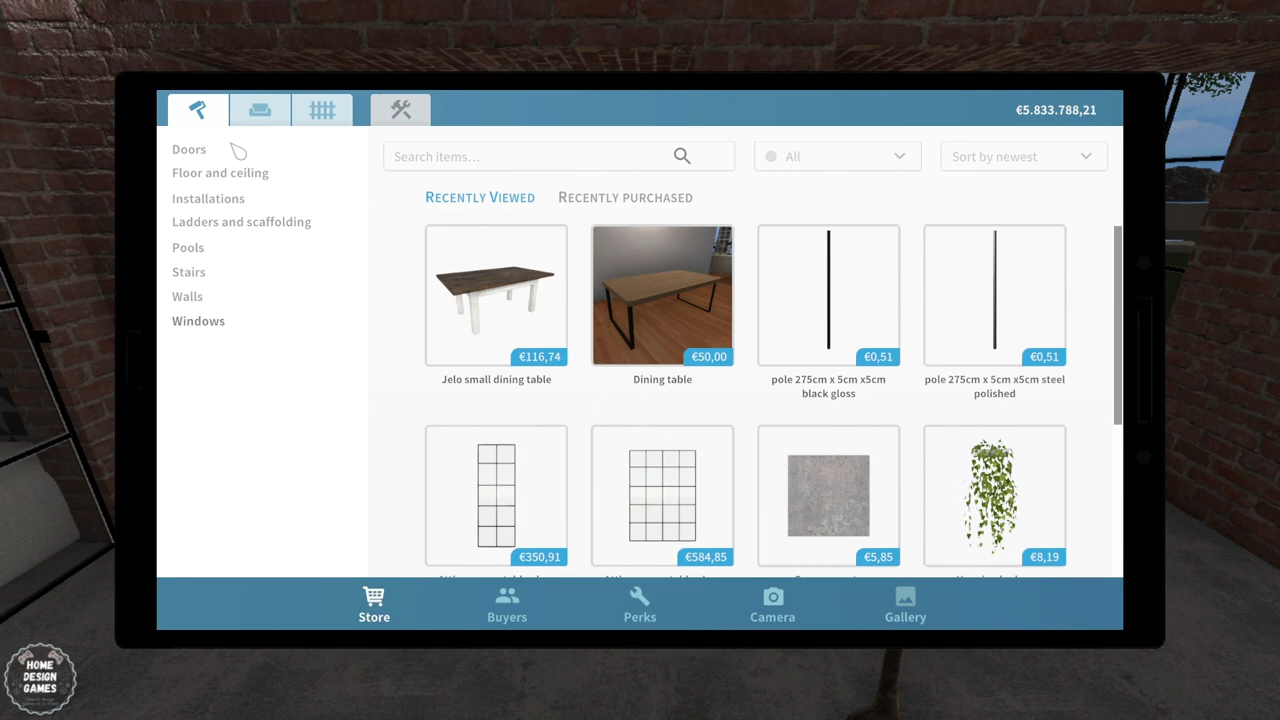 €5.833.788,21
Doors
Floor and ceiling
Installations
Ladders and scaffolding
Pools
Stairs
Walls
Windows
Search items...
All
Sort by newest
Recently Viewed
Recently purchased
€116,74
€50,00
€0,51
€0,51
Jelo small dining table
Dining table
pole 275cm x 5cm x5cm
black gloss
pole 275cm x 5cm x5cm steel
polished
€350,91
€584,85
€5,85
€8,19
Store
Buyers
Perks
Camera
Gallery
HOME
DESIGN
GAMES